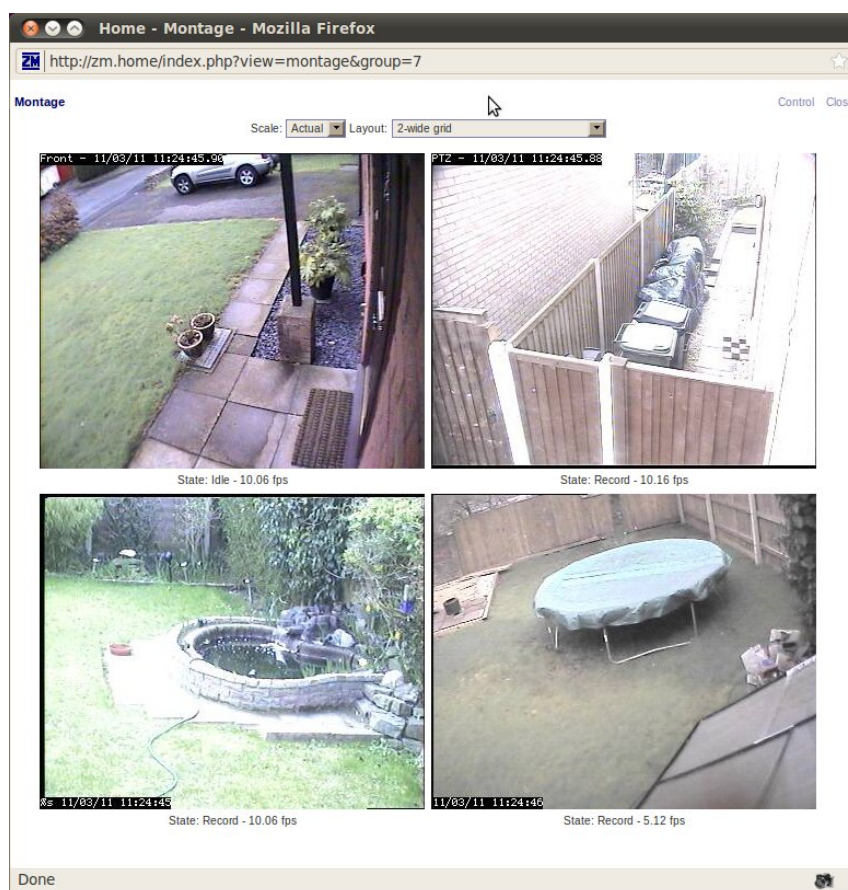 Home - Montage - Mozilla Firefox
ZM http://zm.home/index.php?view=montage&group=7
Montage
Control Clos
Scale: Actual Layout: 2-wide grid
Front - 11/03/11 11:24:45.90
PTZ - 11/03/11 11:24:45.88
State: Idle - 10.06 fps
State: Record - 10.16 fps
%s 11/03/11 11:24:45
11/03/11 11:24:46
State: Record - 10.06 fps
State: Record - 5.12 fps
Done